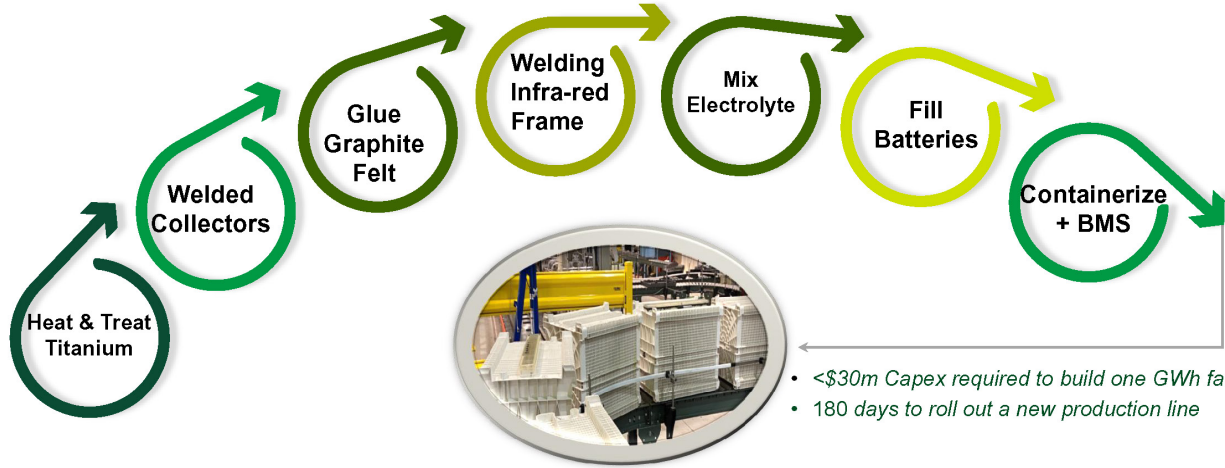 Heat & Treat
Titanium
Welded
Collectors
Glue
Graphite
Felt
Welding
Infra-red
Frame
Mix
Electrolyte
Fill
Batteries
Containerize
+ BMS
• <$30m Capex required to build one GWh fa
• 180 days to roll out a new production line